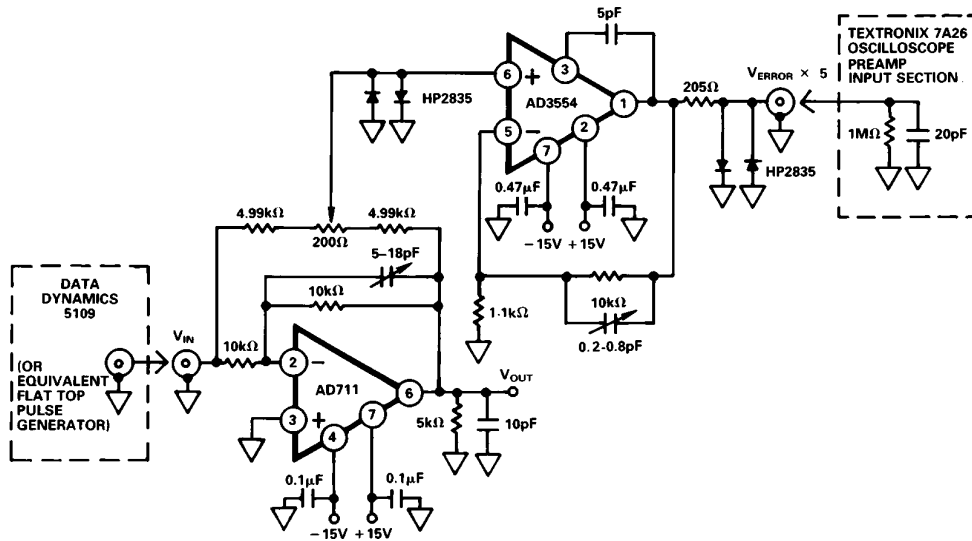 5pF
TEXTRONIX 7A26
OSCILLOSCOPE
PREAMP
INPUT SECTION
6
+
3
HP2835
AD3554
1
205Ω
VERROR × 5
5
−
2
7
1MΩ
20pF
HP2835
0.47μF
0.47μF
−15V +15V
4.99kΩ
200Ω
4.99kΩ
5–18pF
10kΩ
DATA
DYNAMICS
5109
(OR
EQUIVALENT
FLAT TOP
PULSE
GENERATOR)
VIN
10kΩ
2
−
AD711
6
3
+
7
4
VOUT
5kΩ
10pF
1.1kΩ
10kΩ
0.2-0.8pF
0.1μF
0.1μF
−15V +15V